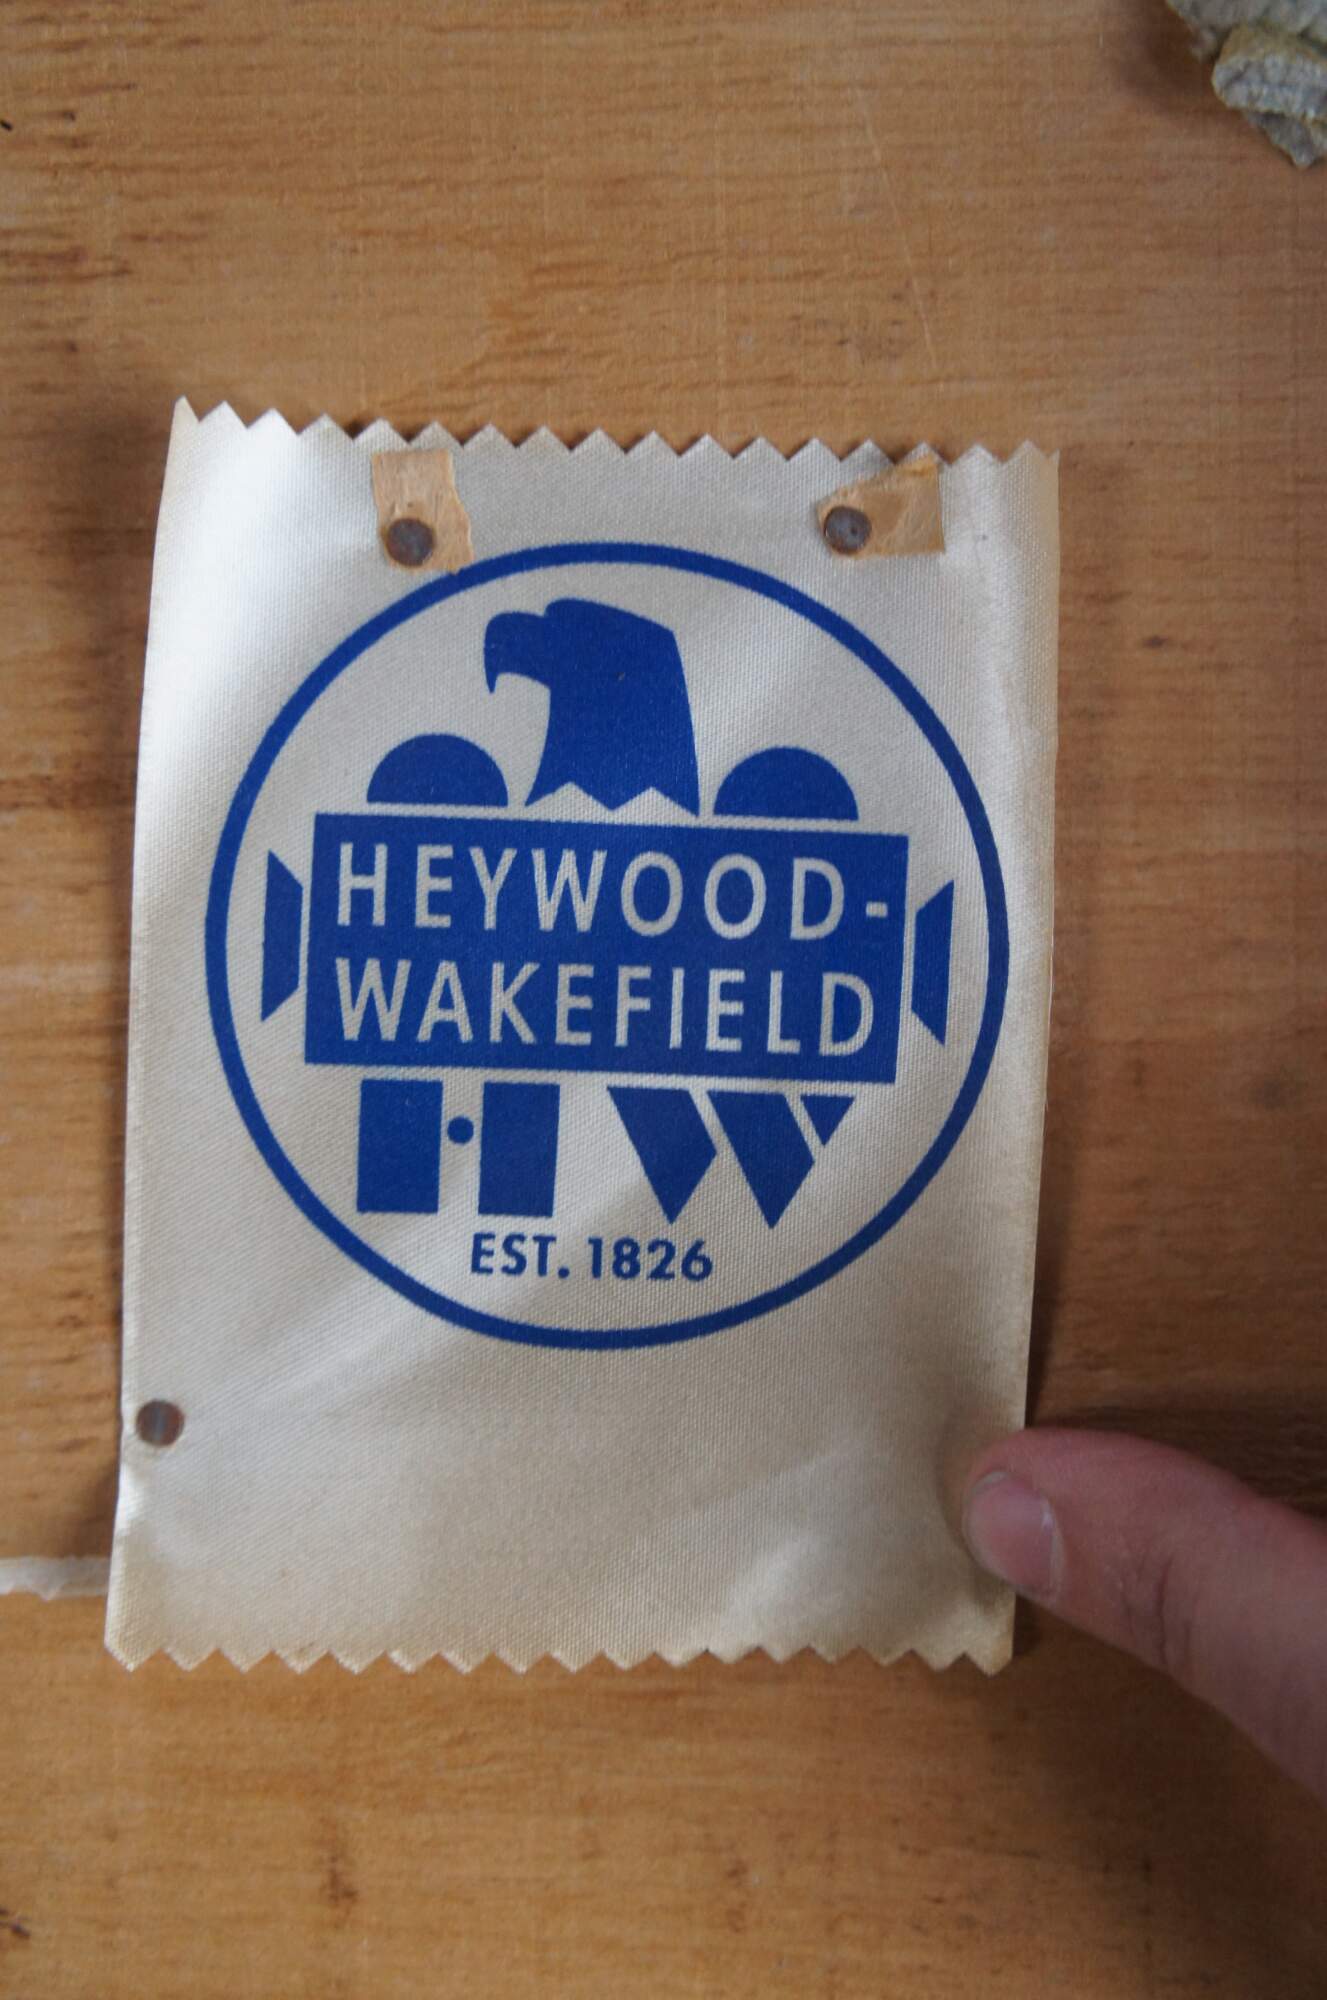 HEYWOOD-
WAKEFIELD
H·W
EST. 1826